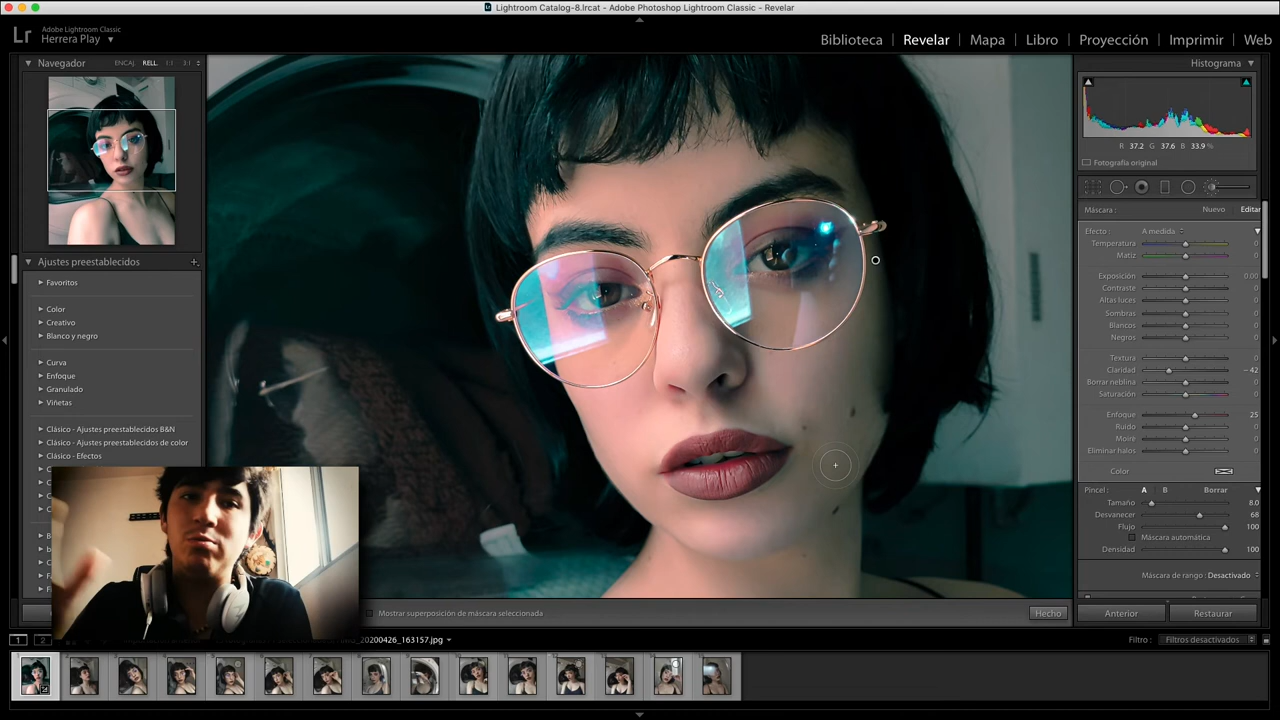 Lightroom Catalog-8.lrcat - Adobe Photoshop Lightroom Classic - Revelar
Lr
Adobe Lightroom Classic
Herrera Play
Biblioteca | Revelar | Mapa | Libro | Proyección | Imprimir | Web
Navegador
ENCAJ. RELL. 1:1 3:1
Histograma
R 37.2 G 37.6 B 33.9 %
Fotografía original
Máscara : Nuevo Editar
Efecto : A medida
Temperatura
Matiz
Exposición 0.00
Contraste 0
Altas luces 0
Sombras 0
Blancos 0
Negros 0
Textura 0
Claridad – 42
Borrar neblina 0
Saturación 0
Enfoque 25
Ruido 0
Moiré 0
Eliminar halos 0
Color
Pincel : A B Borrar
Tamaño 8.0
Desvanecer 68
Flujo 100
Máscara automática
Densidad 100
Máscara de rango : Desactivado
Anterior Restaurar
Ajustes preestablecidos
Favoritos
Color
Creativo
Blanco y negro
Curva
Enfoque
Granulado
Viñetas
Clásico - Ajustes preestablecidos B&N
Clásico - Ajustes preestablecidos de color
Clásico - Efectos
Mostrar superposición de máscara seleccionada
Hecho
1 2
_20200426_163157.jpg
Filtro : Filtros desactivados